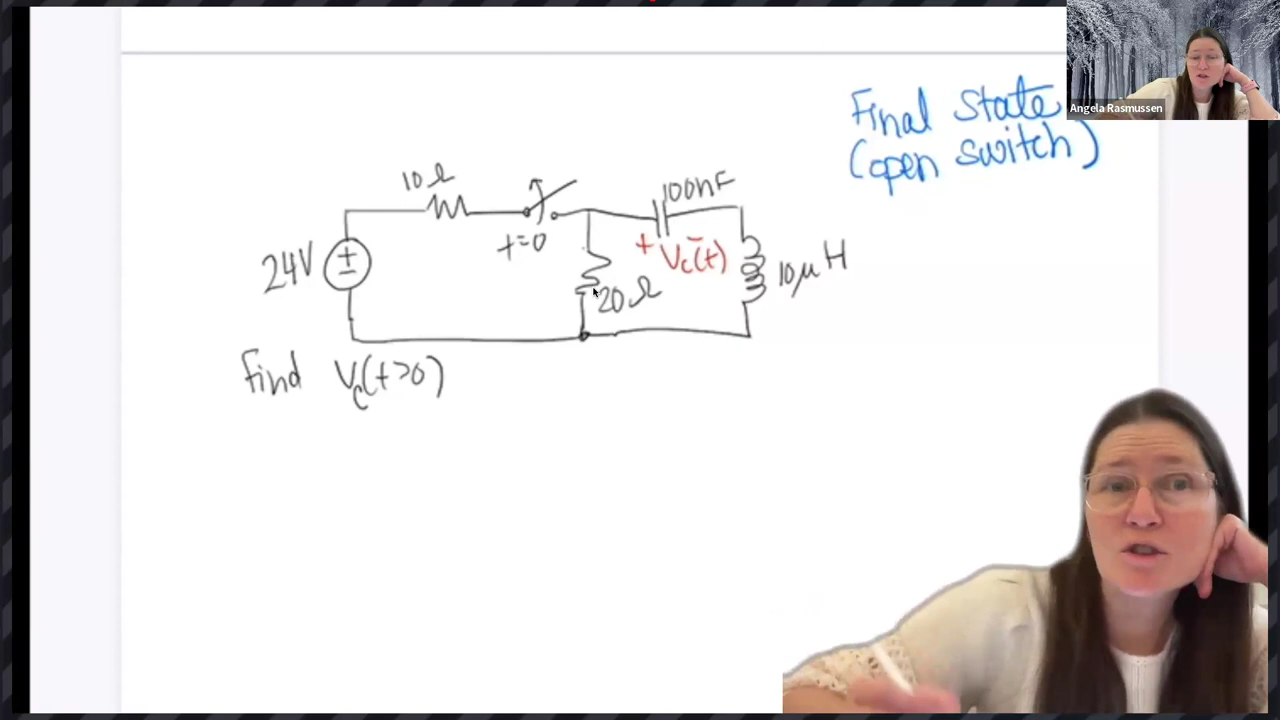 Angela Rasmussen
Final State
(open switch)
10Ω
100nF
t=0
+ Vc(t) -
24V
+
-
20Ω
10μH
find Vc(t>0)